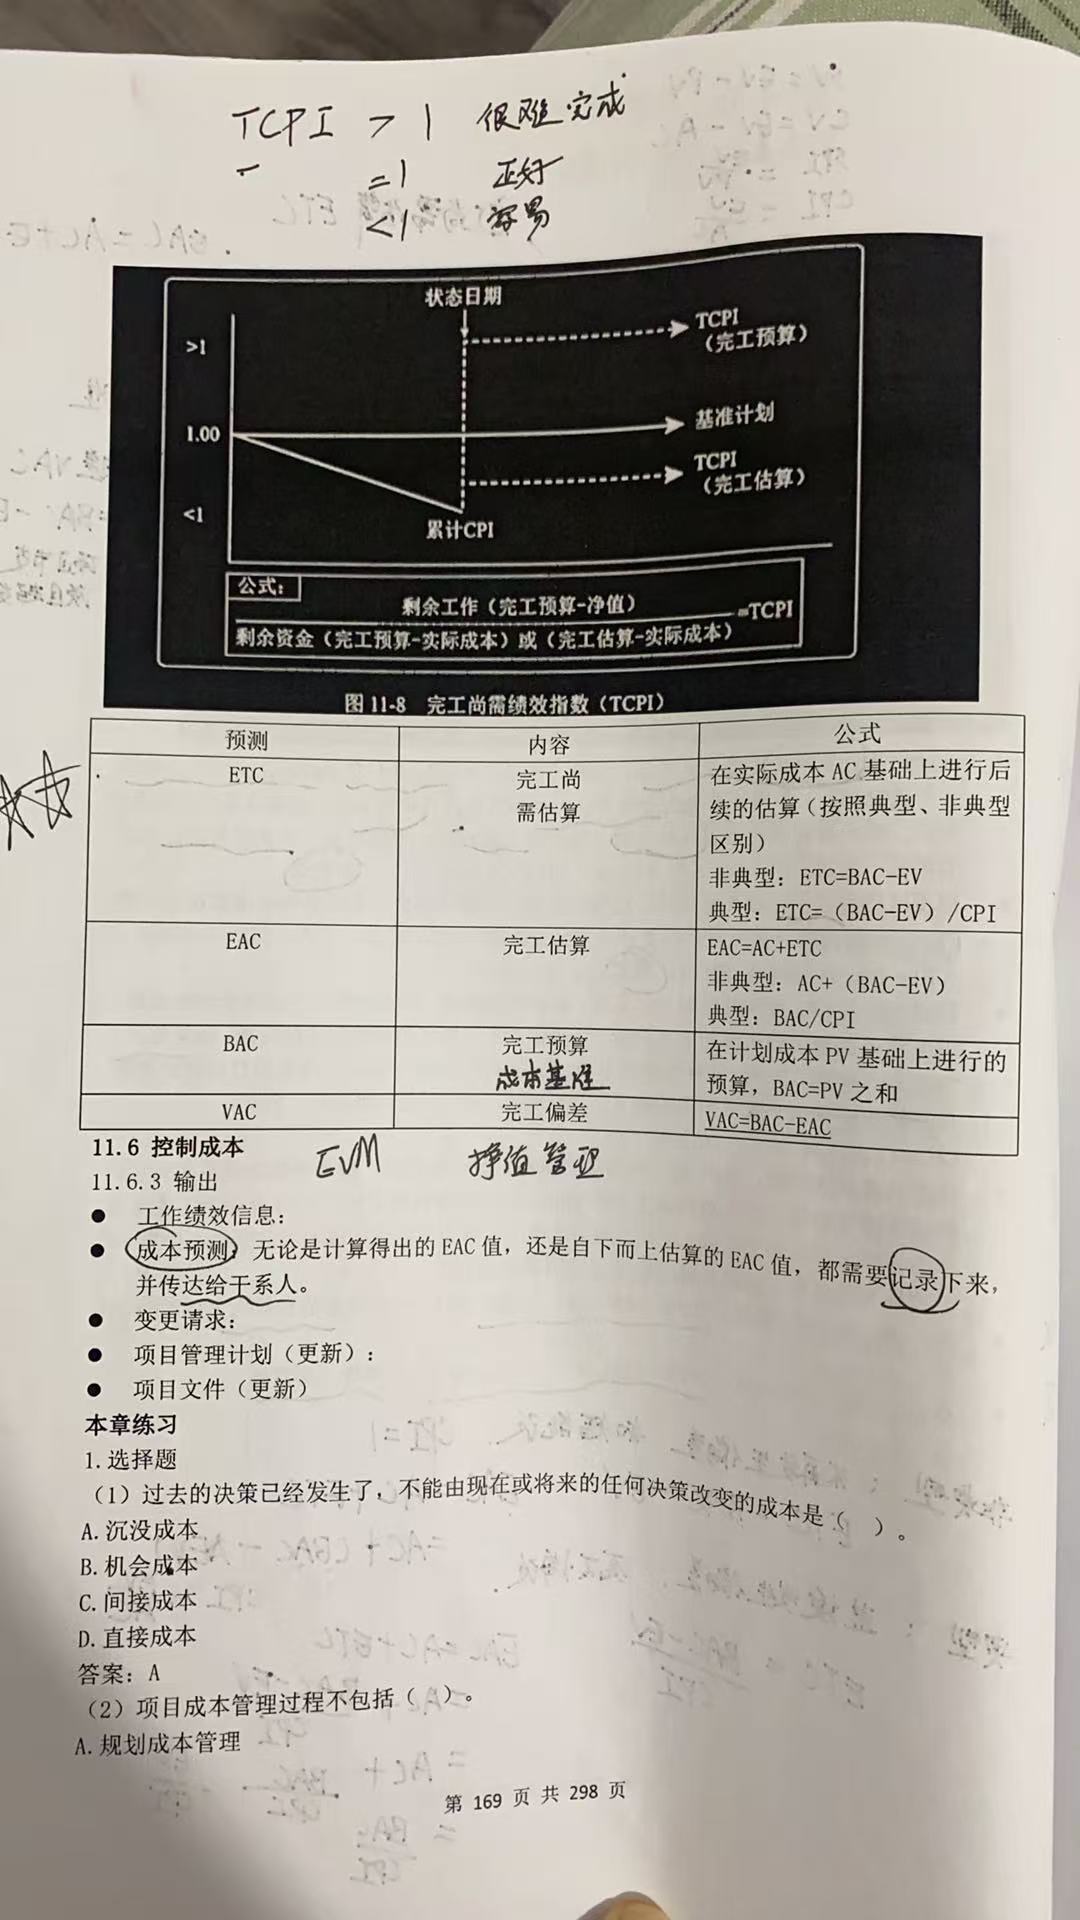 TCPI > 1 很难完成
=1 正好
<1 容易
状态日期
>1
TCPI
（完工预算）
1.00
基准计划
TCPI
（完工估算）
<1
累计CPI
公式：
剩余工作（完工预算-净值）
剩余资金（完工预算-实际成本）或（完工估算-实际成本）
=TCPI
图 11-8 完工尚需绩效指数（TCPI）
预测 内容 公式
ETC 完工尚 在实际成本 AC 基础上进行后
需估算 续的估算（按照典型、非典型
区别）
非典型：ETC=BAC-EV
典型：ETC=（BAC-EV）/CPI
EAC 完工估算 EAC=AC+ETC
非典型：AC+（BAC-EV）
典型：BAC/CPI
BAC 完工预算 在计划成本 PV 基础上进行的
成本基准 预算，BAC=PV 之和
VAC 完工偏差 VAC=BAC-EAC
11.6 控制成本
EVM 挣值管理
11.6.3 输出
● 工作绩效信息：
● 成本预测：无论是计算得出的 EAC 值，还是自下而上估算的 EAC 值，都需要记录下来，
并传达给干系人。
● 变更请求：
● 项目管理计划（更新）：
● 项目文件（更新）
本章练习
1.选择题
（1）过去的决策已经发生了，不能由现在或将来的任何决策改变的成本是（ ）。
A.沉没成本
B.机会成本
C.间接成本
D.直接成本
答案：A
（2）项目成本管理过程不包括（ ）。
A.规划成本管理
第 169 页 共 298 页